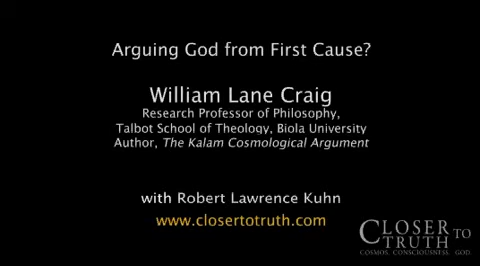 Arguing God from First Cause?
William Lane Craig
Research Professor of Philosophy,
Talbot School of Theology, Biola University
Author, The Kalam Cosmological Argument
with Robert Lawrence Kuhn
www.closertotruth.com
CLOSER TO
TRUTH
COSMOS. CONSCIOUSNESS. GOD.